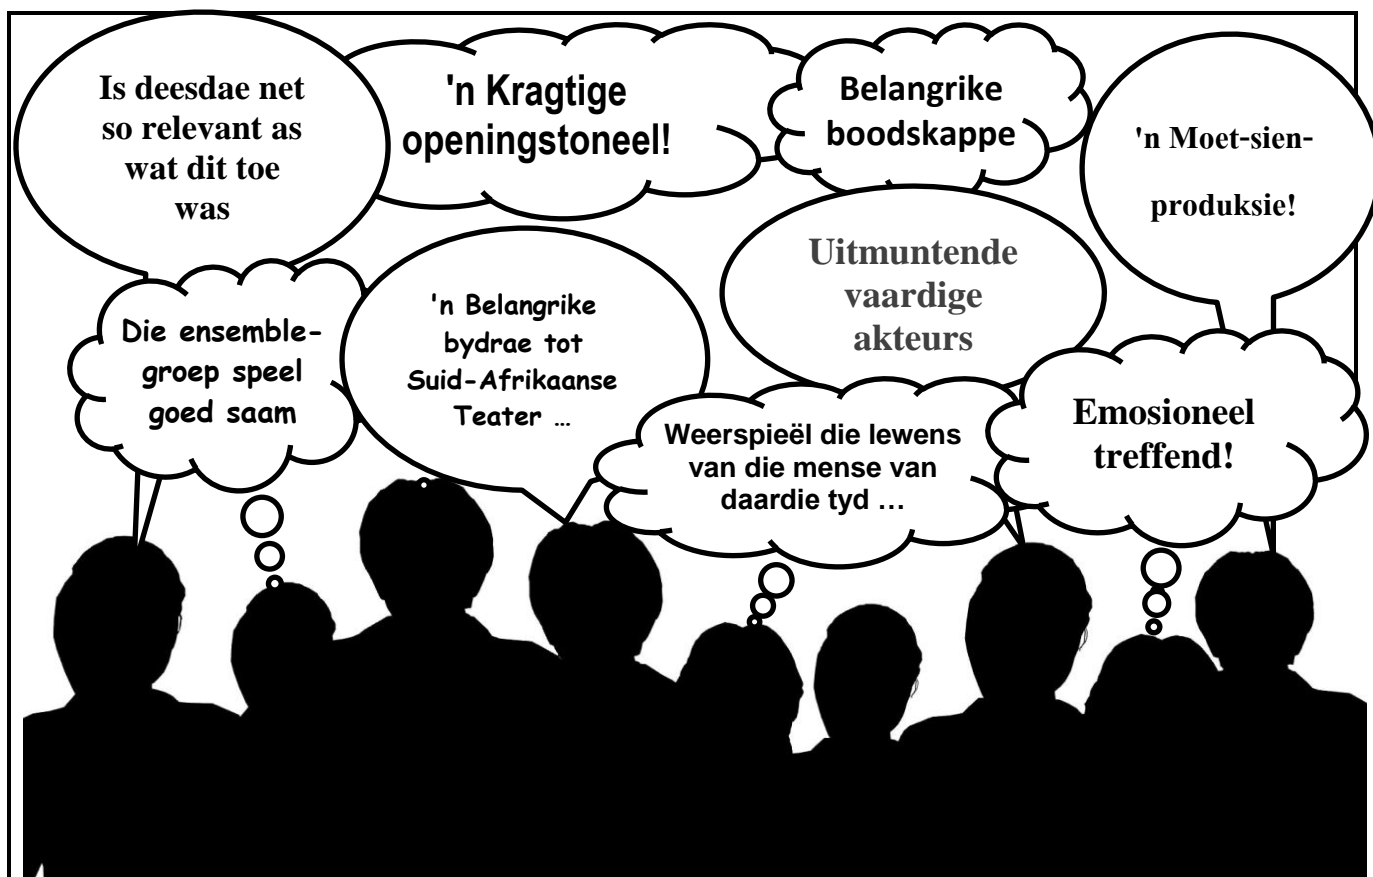 Is deesdae net
so relevant as
wat dit toe
was
'n Kragtige
openingstoneel!
Belangrike
boodskappe
'n Moet-sien-
produksie!
Die ensemble-
groep speel
goed saam
'n Belangrike
bydrae tot
Suid-Afrikaanse
Teater ...
Uitmuntende
vaardige
akteurs
Weerspieël die lewens
van die mense van
daardie tyd ...
Emosioneel
treffend!